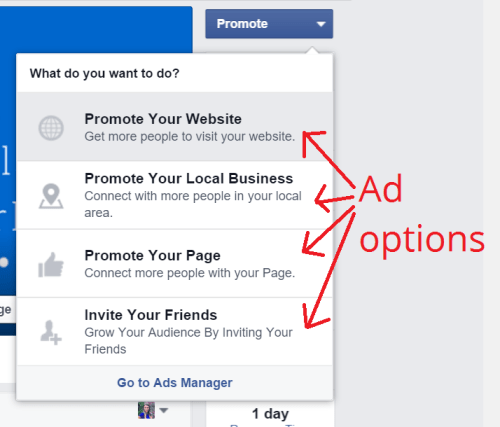 Promote
What do you want to do?
Promote Your Website
Get more people to visit your website.
Promote Your Local Business
Connect with more people in your local
area.
Promote Your Page
Connect more people with your Page.
Invite Your Friends
Grow Your Audience By Inviting Your
Friends
Go to Ads Manager
Ad
options
ge
1 day